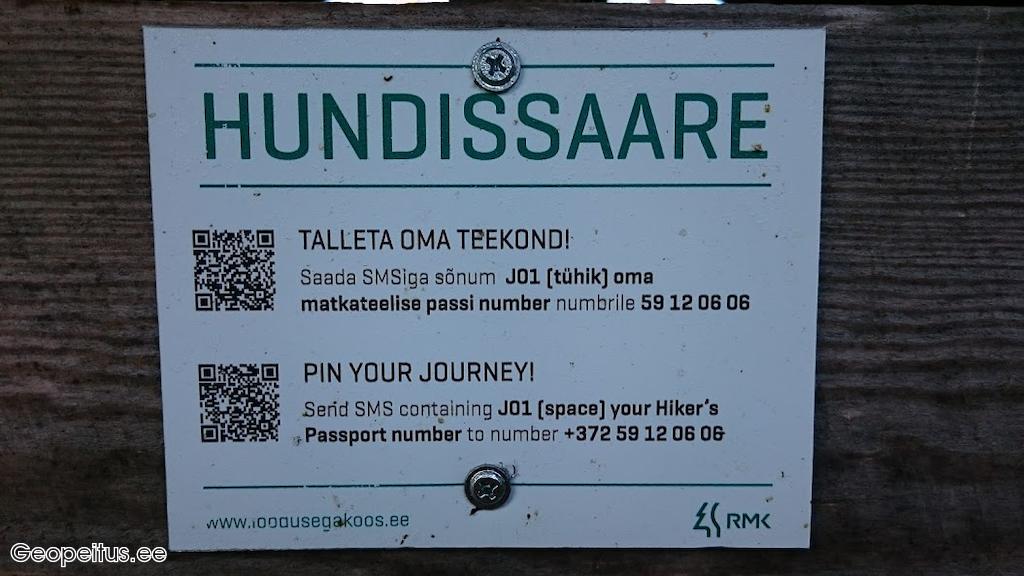 HUNDISSAARE
TALLETA OMA TEEKOND!
Saada SMSiga sõnum J01 (tühik) oma
matkateelise passi number numbrile 59 12 06 06
PIN YOUR JOURNEY!
Send SMS containing J01 (space) your Hiker's
Passport number to number +372 59 12 06 06
www.loodusegakoos.ee
RMK
Geopeitus.ee